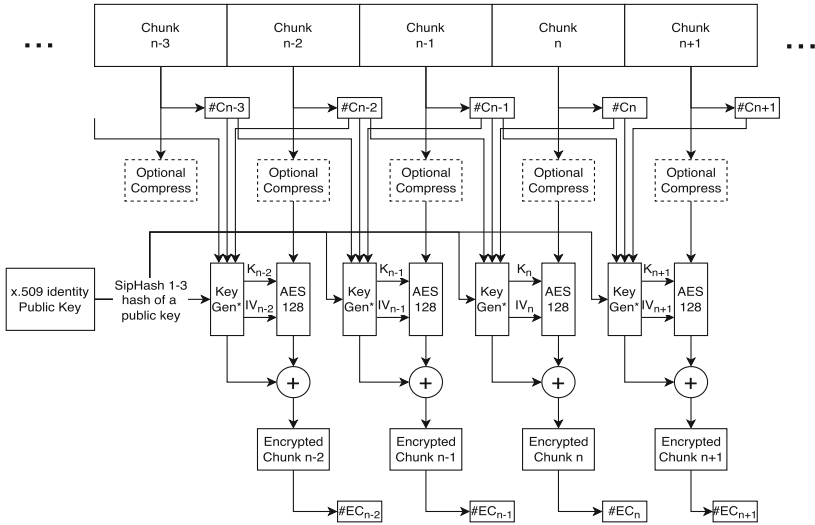 ... Chunk Chunk Chunk Chunk Chunk ...
n-3 n-2 n-1 n n+1
#Cn-3 #Cn-2 #Cn-1 #Cn #Cn+1
Optional Optional Optional Optional Optional
Compress Compress Compress Compress Compress
x.509 identity
Public Key
SipHash 1-3
hash of a
public key
Key
Gen*
Kn-2
IVn-2
AES
128
Key
Gen*
Kn-1
IVn-1
AES
128
Key
Gen*
Kn
IVn
AES
128
Key
Gen*
Kn+1
IVn+1
AES
128
+ + + +
Encrypted Encrypted Encrypted Encrypted
Chunk n-2 Chunk n-1 Chunk n Chunk n+1
#ECn-2 #ECn-1 #ECn #ECn+1